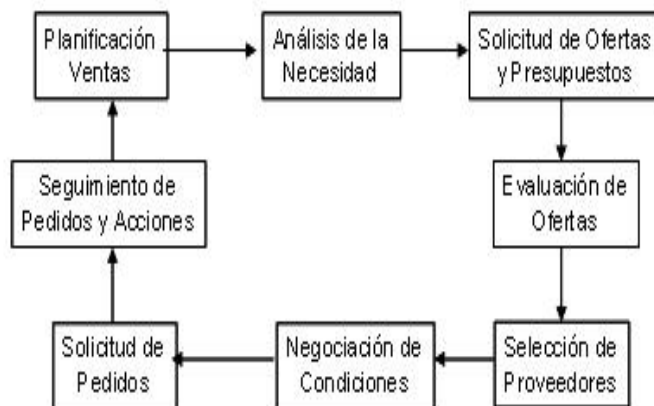 Planificación
Ventas
Análisis de la
Necesidad
Solicitud de Ofertas
y Presupuestos
Evaluación de
Ofertas
Selección de
Proveedores
Negociación de
Condiciones
Solicitud de
Pedidos
Seguimiento de
Pedidos y Acciones